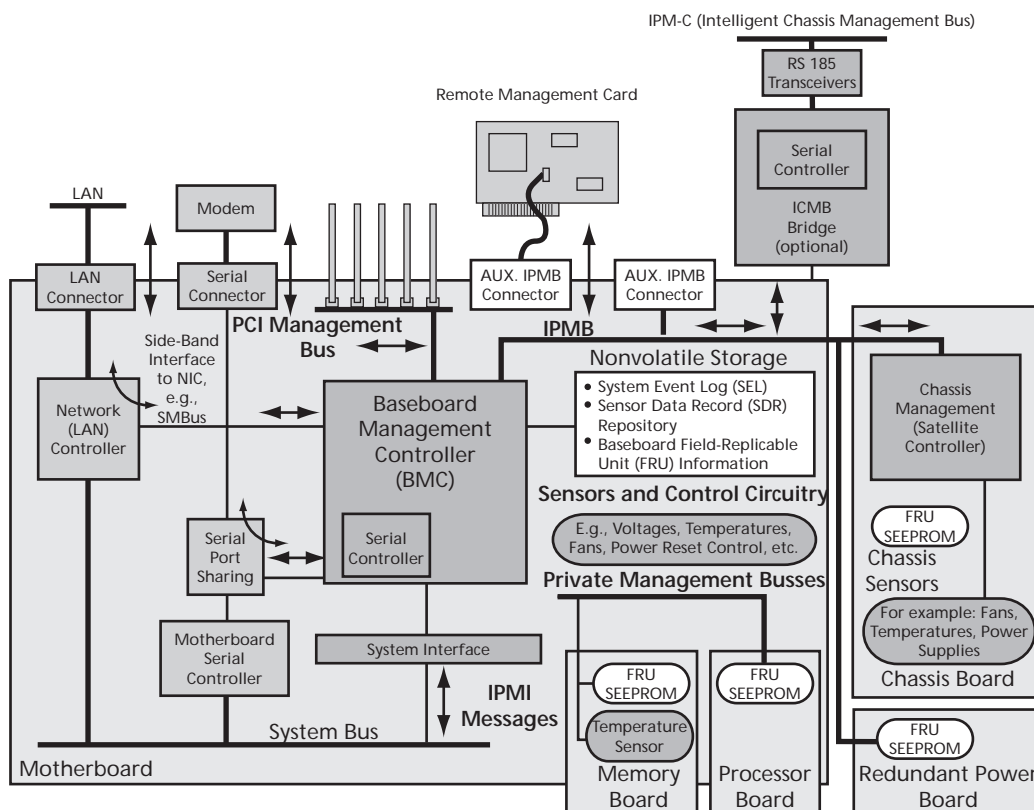 IPM-C (Intelligent Chassis Management Bus)
RS 185
Transceivers
Remote Management Card
Serial
Controller
ICMB
Bridge
(optional)
LAN
Modem
LAN
Connector
Serial
Connector
AUX. IPMB
Connector
AUX. IPMB
Connector
PCI Management
Bus
IPMB
Side-Band
Interface
to NIC,
e.g.,
SMBus
Nonvolatile Storage
• System Event Log (SEL)
• Sensor Data Record (SDR)
Repository
• Baseboard Field-Replicable
Unit (FRU) Information
Network
(LAN)
Controller
Baseboard
Management
Controller
(BMC)
Chassis
Management
(Satellite
Controller)
Sensors and Control Circuitry
E.g., Voltages, Temperatures,
Fans, Power Reset Control, etc.
Serial
Port
Sharing
Serial
Controller
FRU
SEEPROM
Chassis
Sensors
Private Management Busses
For example: Fans,
Temperatures, Power
Supplies
Chassis Board
Motherboard
Serial
Controller
System Interface
IPMI
Messages
FRU
SEEPROM
Temperature
Sensor
Memory
Board
FRU
SEEPROM
Processor
Board
FRU
SEEPROM
Redundant Power
Board
System Bus
Motherboard